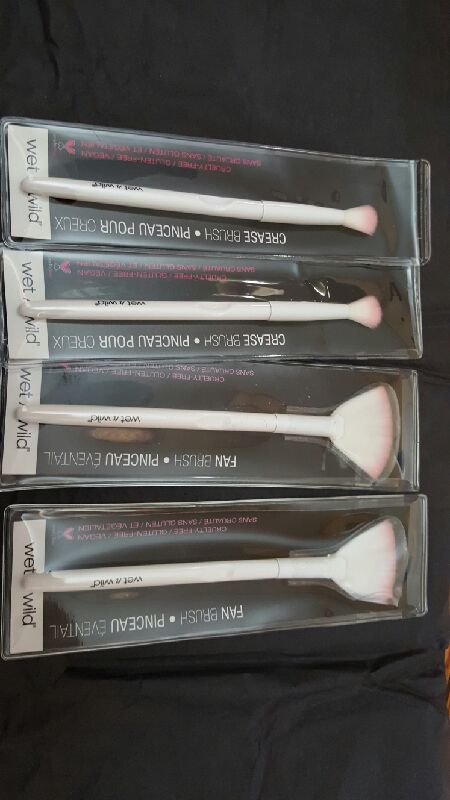 wet wild®
CREASE BRUSH • PINCEAU POUR CREUX
wet n wild®
CRUELTY-FREE / GLUTEN-FREE / VEGAN
SANS CRUAUTÉ / SANS GLUTEN / ET VÉGÉTALIEN
wet wild®
CREASE BRUSH • PINCEAU POUR CREUX
wet n wild®
CRUELTY-FREE / GLUTEN-FREE / VEGAN
SANS CRUAUTÉ / SANS GLUTEN / ET VÉGÉTALIEN
wet wild®
FAN BRUSH • PINCEAU ÉVENTAIL
wet n wild®
CRUELTY-FREE / GLUTEN-FREE / VEGAN
SANS CRUAUTÉ / SANS GLUTEN / ET VÉGÉTALIEN
wet wild®
FAN BRUSH • PINCEAU ÉVENTAIL
wet n wild®
CRUELTY-FREE / GLUTEN-FREE / VEGAN
SANS CRUAUTÉ / SANS GLUTEN / ET VÉGÉTALIEN